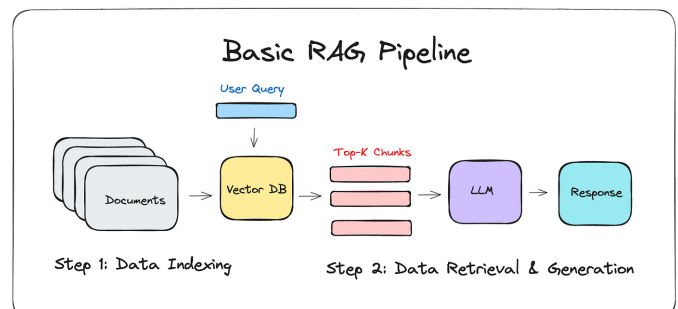 Basic RAG Pipeline
User Query
Top-K Chunks
Documents
Vector DB
LLM
Response
Step 1: Data Indexing
Step 2: Data Retrieval & Generation